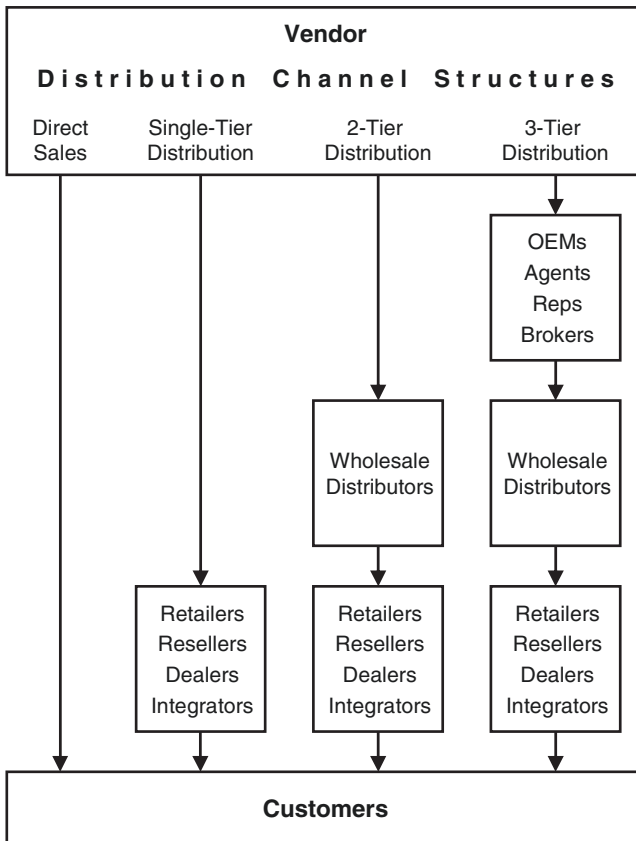 Vendor
Distribution Channel Structures
Direct
Sales
Single-Tier
Distribution
2-Tier
Distribution
3-Tier
Distribution
OEMs
Agents
Reps
Brokers
Wholesale
Distributors
Wholesale
Distributors
Retailers
Resellers
Dealers
Integrators
Retailers
Resellers
Dealers
Integrators
Retailers
Resellers
Dealers
Integrators
Customers